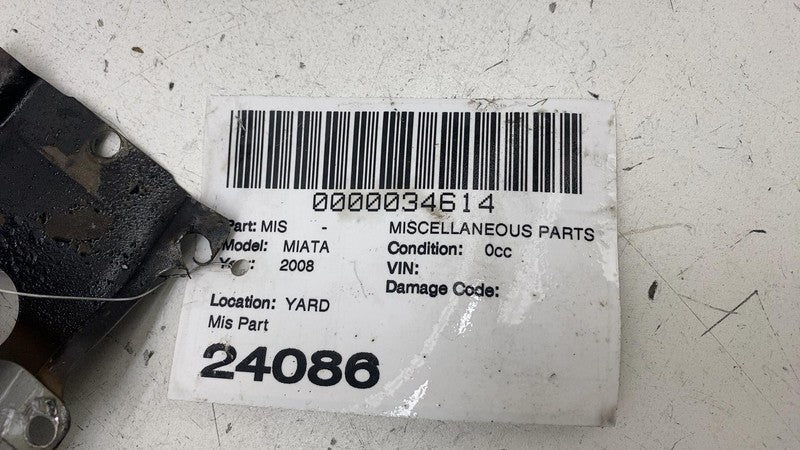 0000034614
Part: MIS - MISCELLANEOUS PARTS
Model: MIATA Condition: 0cc
2008 VIN:
Damage Code:
Location: YARD
Mis Part
24086